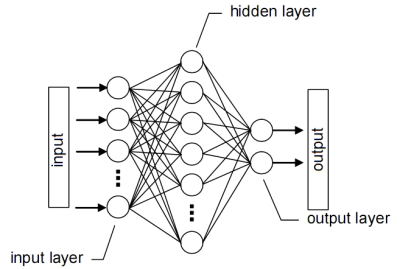 hidden layer
input
output
output layer
input layer